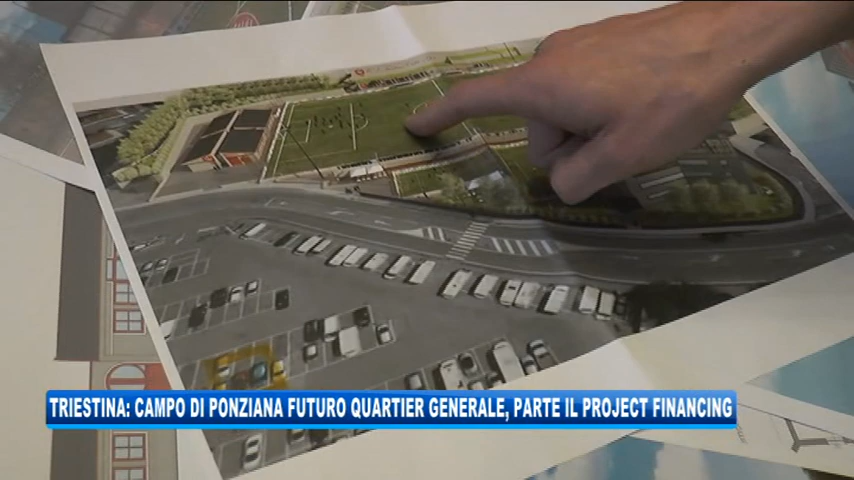 TRIESTINA: CAMPO DI PONZIANA FUTURO QUARTIER GENERALE, PARTE IL PROJECT FINANCING